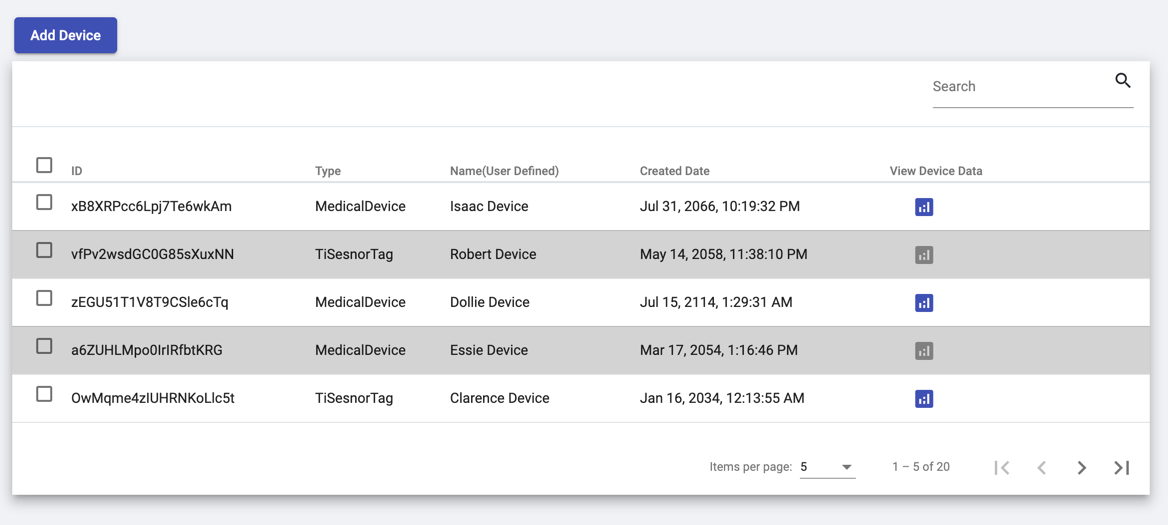 Add Device
Search
ID Type Name(User Defined) Created Date View Device Data
xB8XRPcc6Lpj7Te6wkAm MedicalDevice Isaac Device Jul 31, 2066, 10:19:32 PM
vfPv2wsdGC0G85sXuxNN TiSesnorTag Robert Device May 14, 2058, 11:38:10 PM
zEGU51T1V8T9CSle6cTq MedicalDevice Dollie Device Jul 15, 2114, 1:29:31 AM
a6ZUHLMpo0IrIRfbtKRG MedicalDevice Essie Device Mar 17, 2054, 1:16:46 PM
OwMqme4zIUHRNKoLlc5t TiSesnorTag Clarence Device Jan 16, 2034, 12:13:55 AM
Items per page: 5 1 – 5 of 20